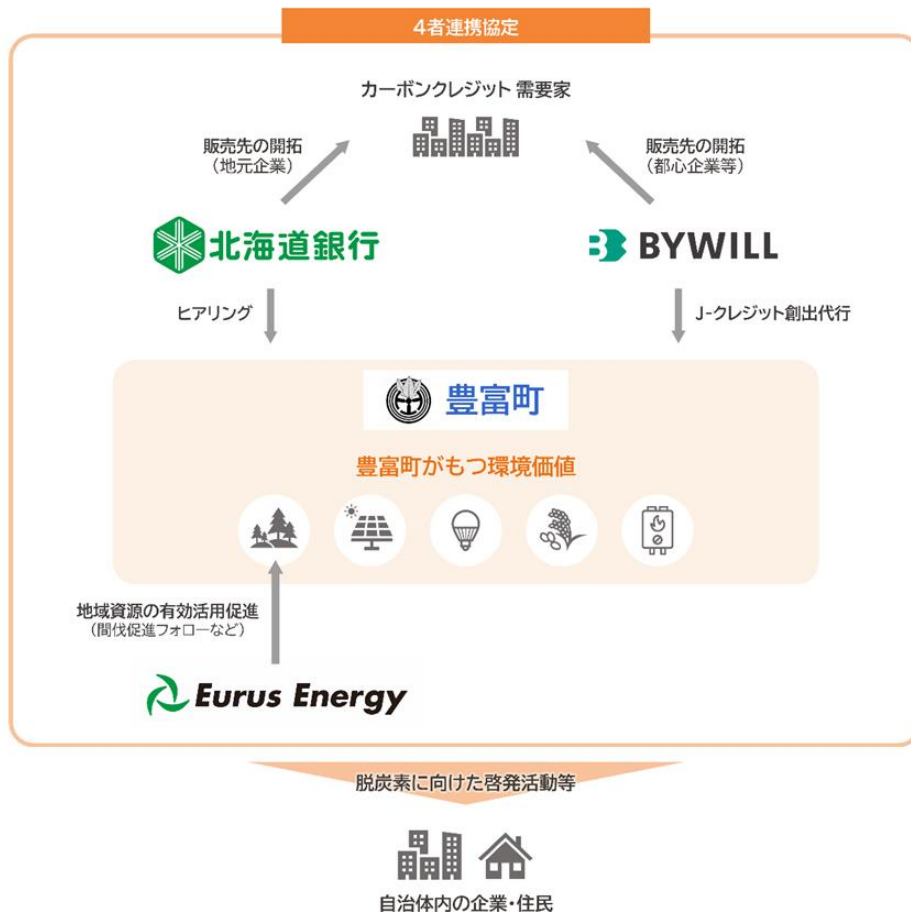 4者連携協定
カーボンクレジット 需要家
販売先の開拓
（地元企業）
販売先の開拓
（都心企業等）
北海道銀行
BYWILL
ヒアリング
J-クレジット創出代行
豊富町
豊富町がもつ環境価値
地域資源の有効活用促進
（間伐促進フォローなど）
Eurus Energy
脱炭素に向けた啓発活動等
自治体内の企業・住民